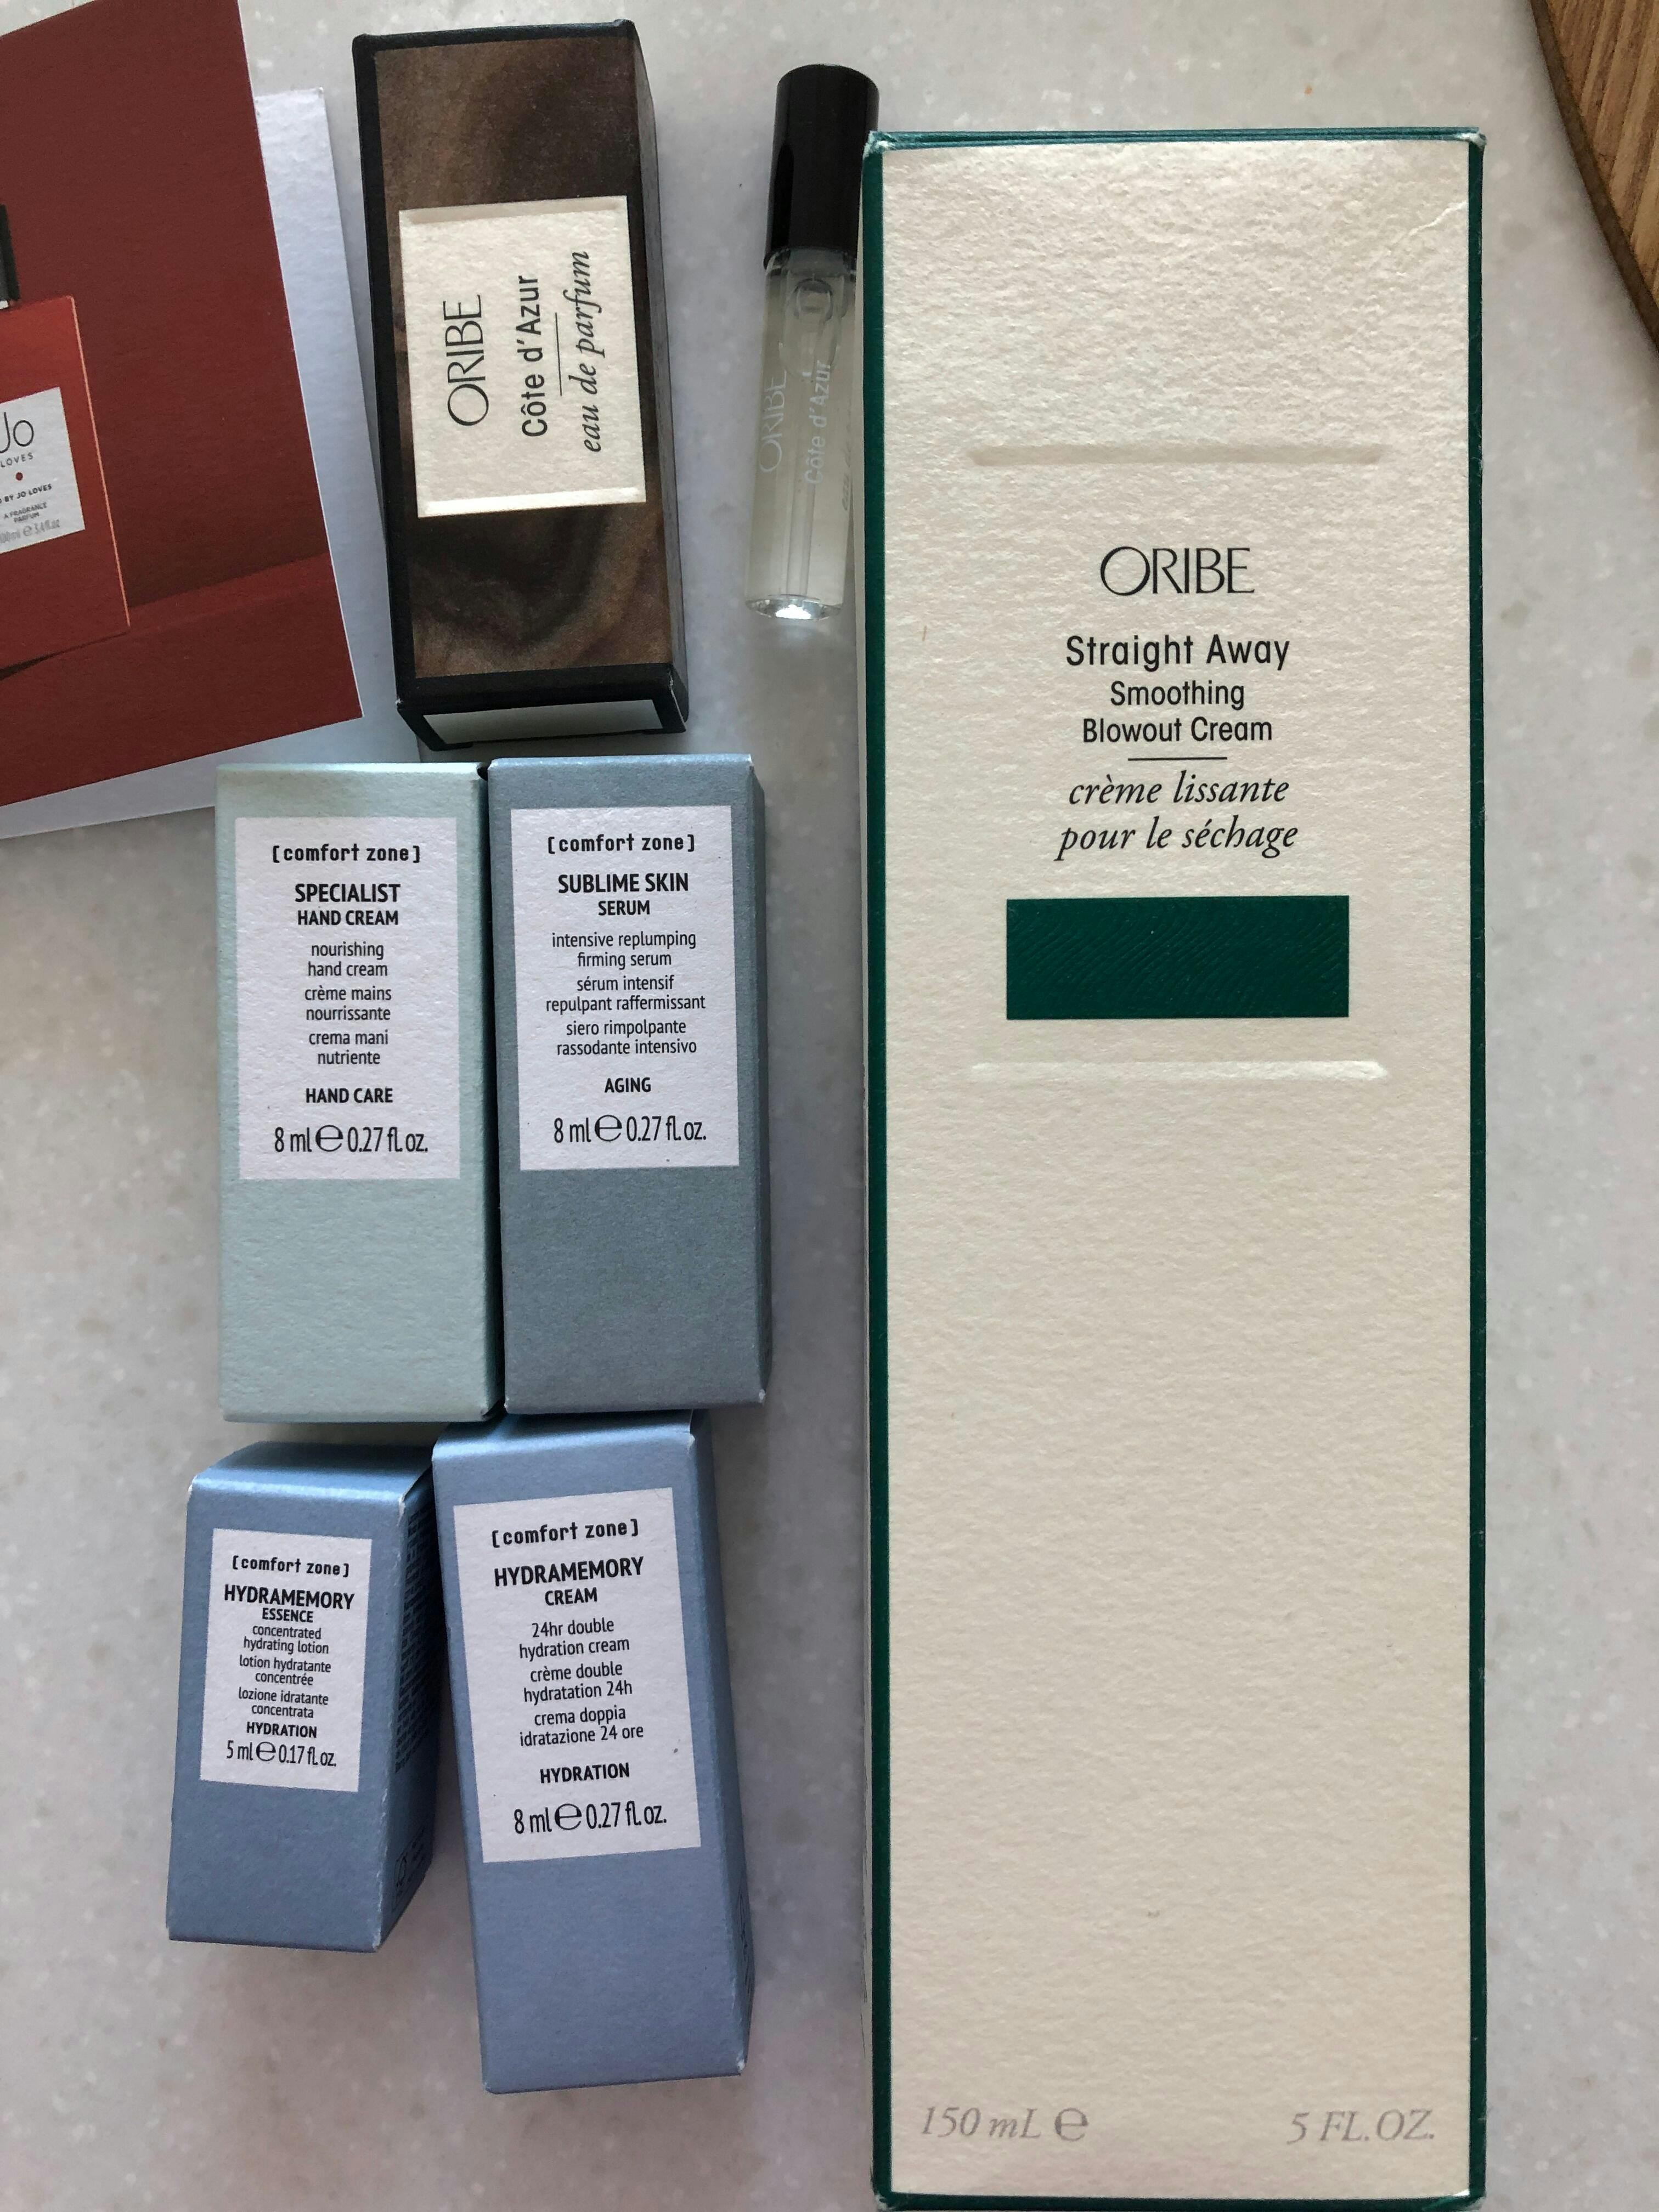 Jo
LOVES
BY JO LOVES
A FRAGRANCE
PARFUM
ORIBE
Côte d'Azur
eau de parfum
ORIBE
Côte d'Azur
eau de
ORIBE
Straight Away
Smoothing
Blowout Cream
crème lissante
pour le séchage
150 mL e
5 FL.OZ.
[comfort zone]
SPECIALIST
HAND CREAM
nourishing
hand cream
crème mains
nourrissante
crema mani
nutriente
HAND CARE
8 ml e 0.27 fl.oz.
[comfort zone]
SUBLIME SKIN
SERUM
intensive replumping
firming serum
sérum intensif
repulpant raffermissant
siero rimpolpante
rassodante intensivo
AGING
8 ml e 0.27 fl.oz.
[comfort zone]
HYDRAMEMORY
ESSENCE
concentrated
hydrating lotion
lotion hydratante
concentrée
lozione idratante
concentrata
HYDRATION
5 ml e 0.17 fl.oz.
[comfort zone]
HYDRAMEMORY
CREAM
24hr double
hydration cream
crème double
hydratation 24h
crema doppia
idratazione 24 ore
HYDRATION
8 ml e 0.27 fl.oz.